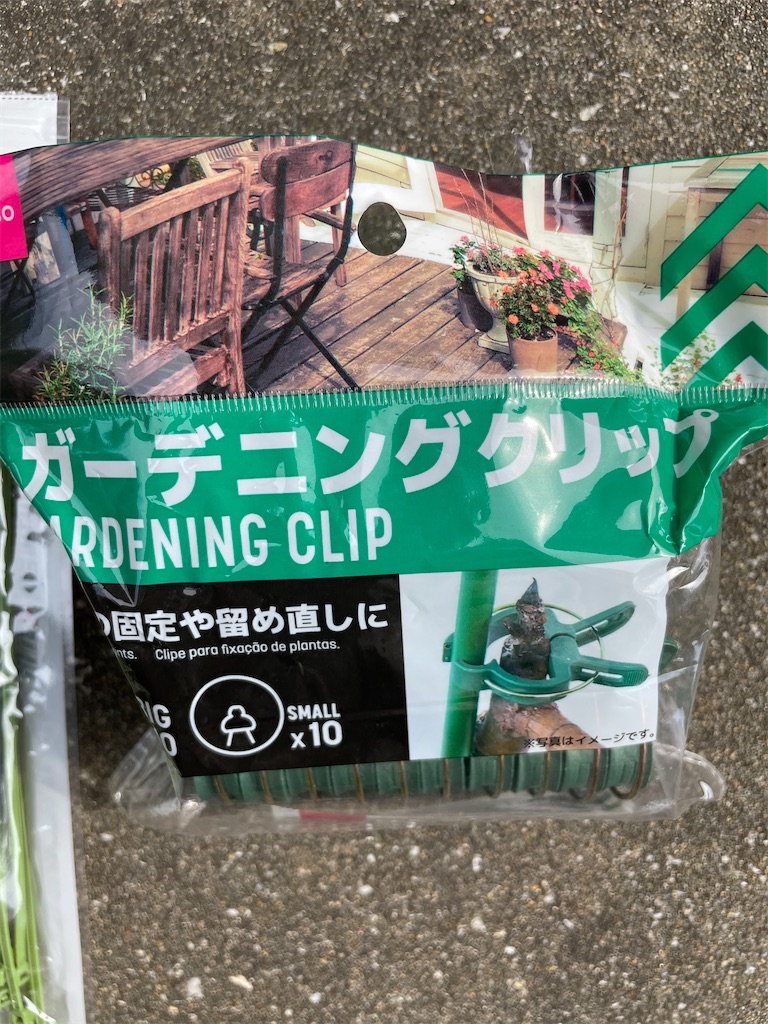 ガーデニングクリップ
ARDENING CLIP
の固定や留め直しに
nts. Clipe para fixação de plantas.
IG
0
SMALL
x10
※写真はイメージです。